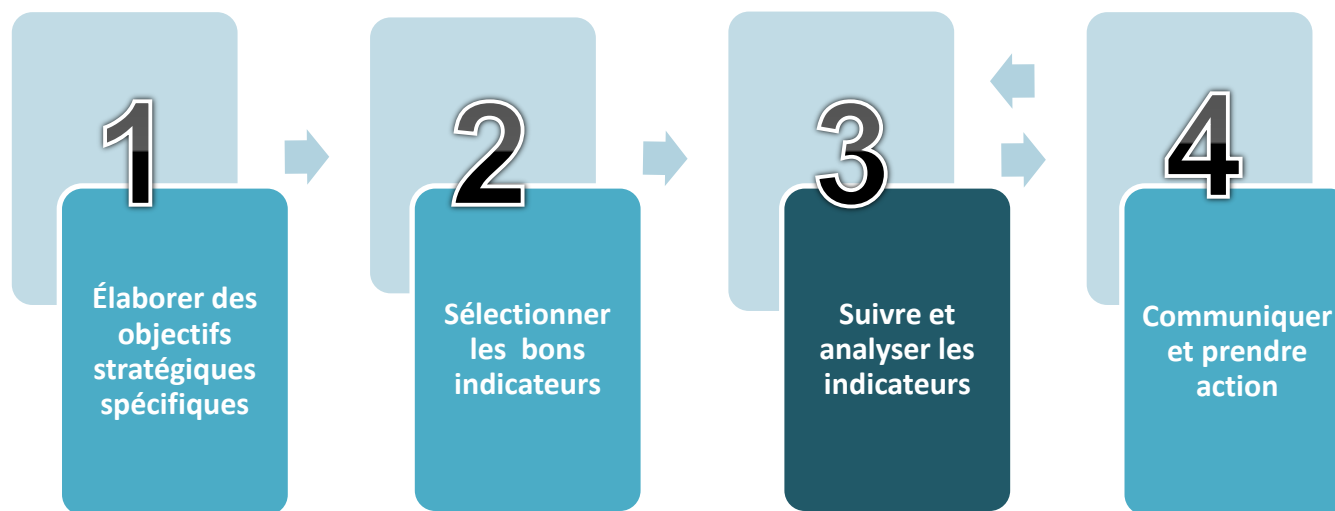 1
Élaborer des
objectifs
stratégiques
spécifiques
2
Sélectionner
les bons
indicateurs
3
Suivre et
analyser les
indicateurs
4
Communiquer
et prendre
action